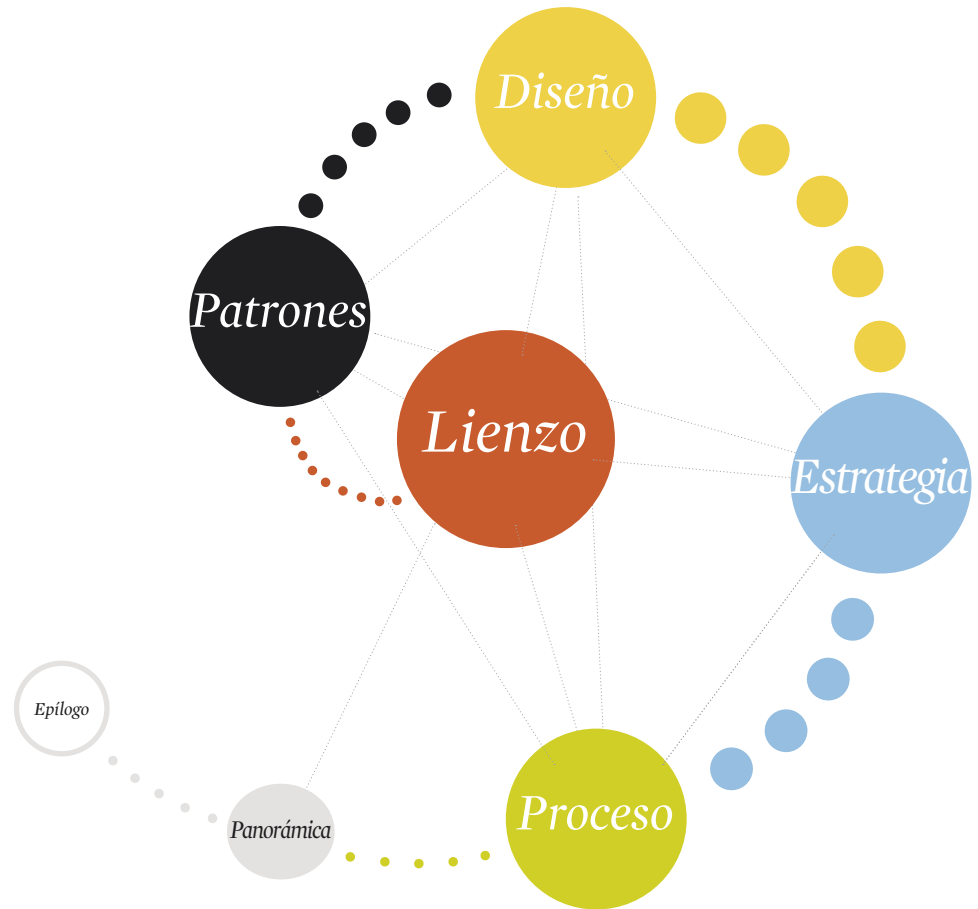 Diseño
Patrones
Lienzo
Estrategia
Epílogo
Panorámica
Proceso